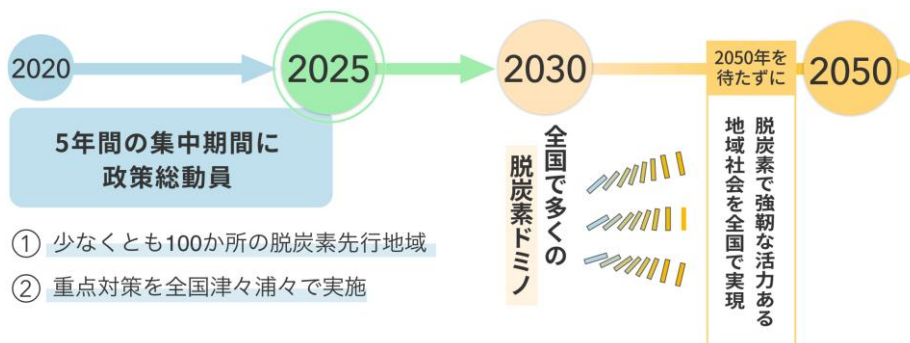 2020
2025
2030
2050年を
待たずに
2050
5年間の集中期間に
政策総動員
① 少なくとも100か所の脱炭素先行地域
② 重点対策を全国津々浦々で実施
全国で多くの
脱炭素ドミノ
脱炭素で強靭な活力ある
地域社会を全国で実現